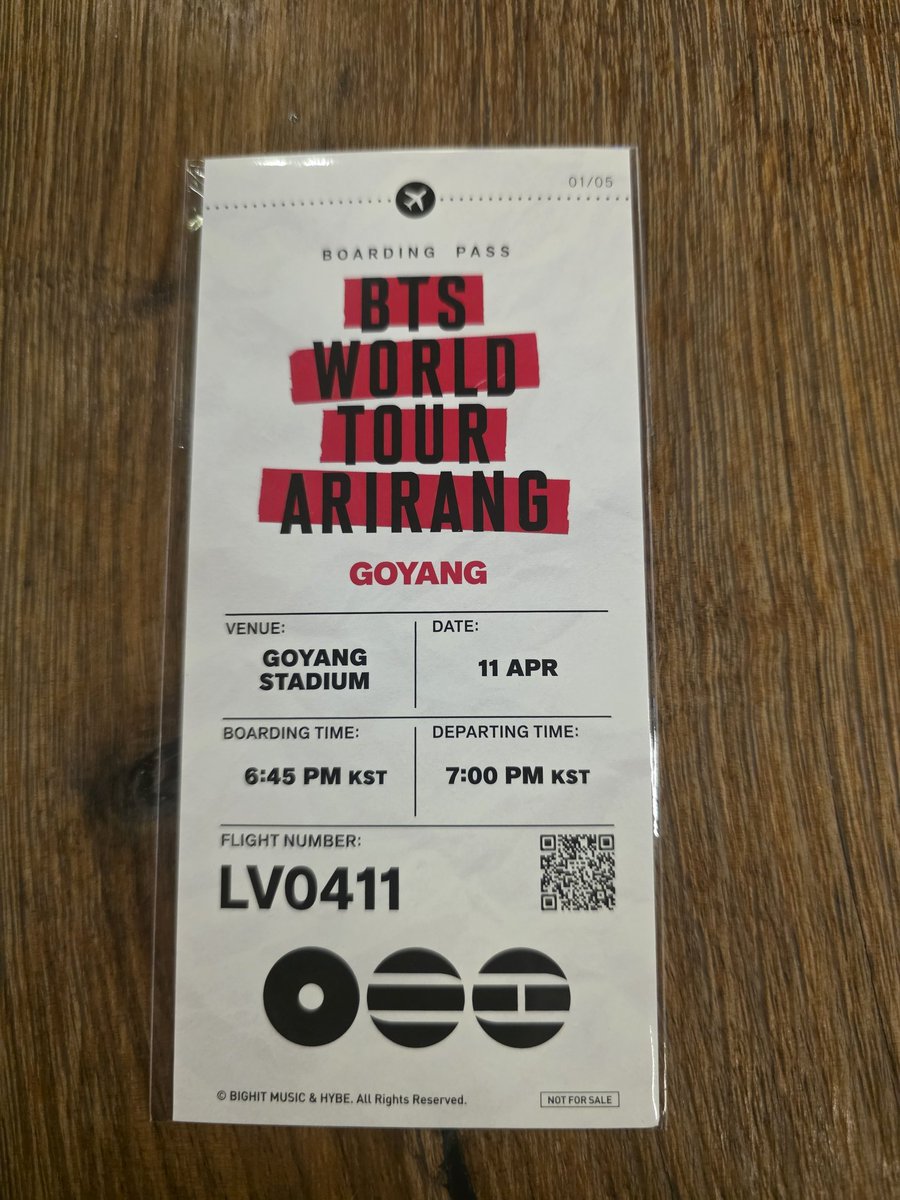 01/05
BOARDING PASS
BTS
WORLD
TOUR
ARIRANG
GOYANG
VENUE:
GOYANG
STADIUM
DATE:
11 APR
BOARDING TIME:
6:45 PM KST
DEPARTING TIME:
7:00 PM KST
FLIGHT NUMBER:
LV0411
© BIGHIT MUSIC & HYBE. All Rights Reserved.
NOT FOR SALE